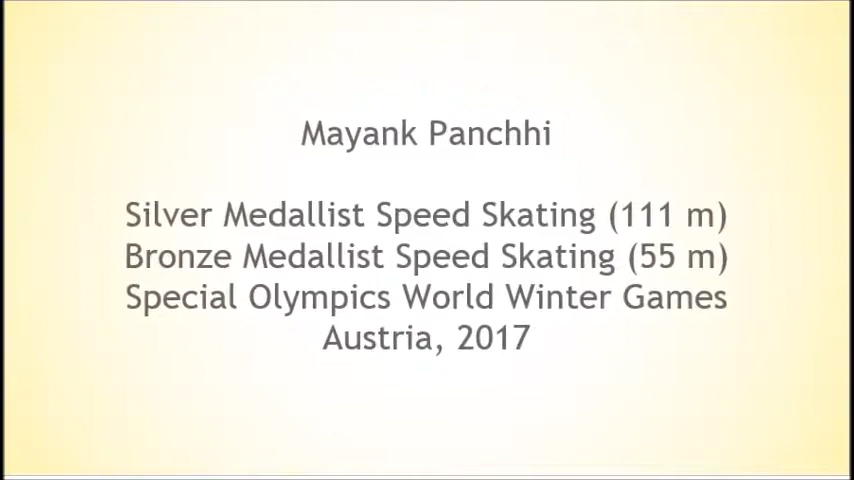 Mayank Panchhi
Silver Medallist Speed Skating (111 m)
Bronze Medallist Speed Skating (55 m)
Special Olympics World Winter Games
Austria, 2017